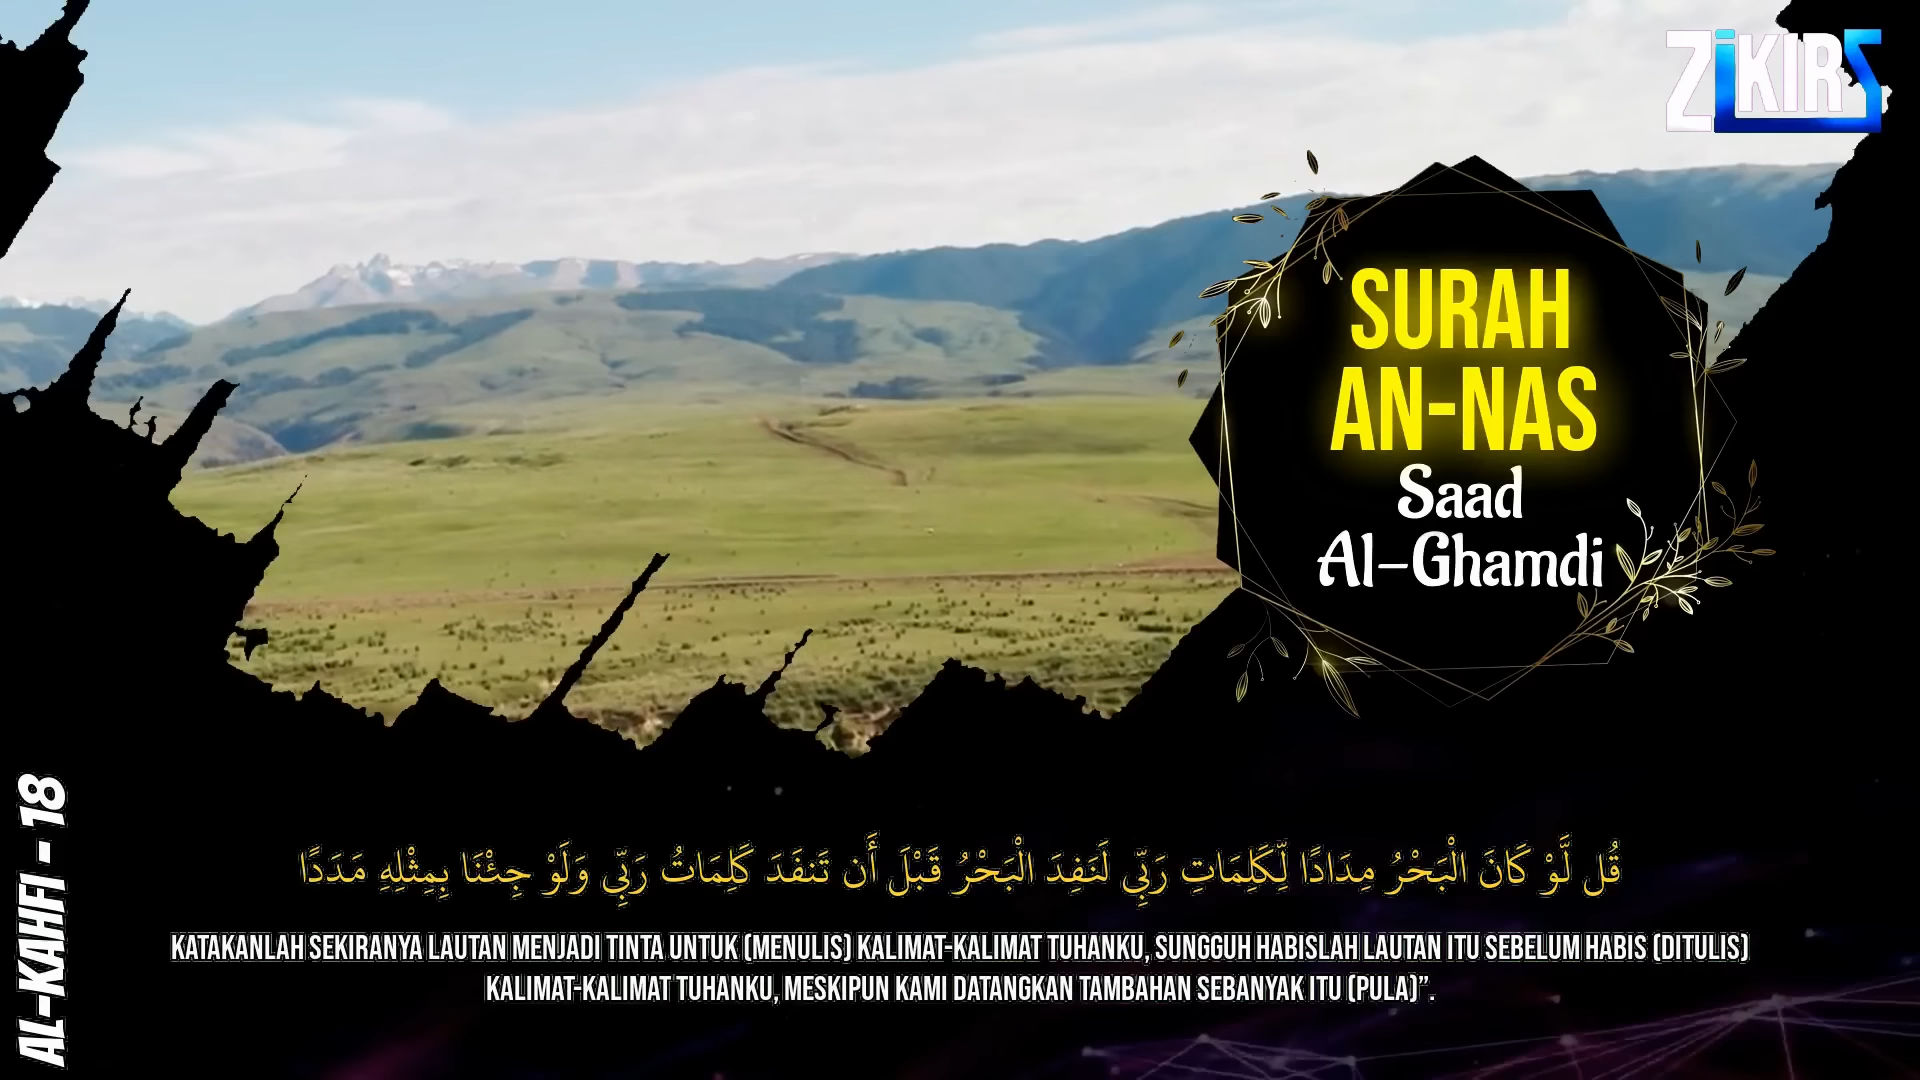 ZIKIRS
SURAH
AN-NAS
Saad
Al-Ghamdi
AL-KAHFI - 18
قُل لَّوْ كَانَ الْبَحْرُ مِدَادًا لِّكَلِمَاتِ رَبِّي لَنَفِدَ الْبَحْرُ قَبْلَ أَن تَنفَدَ كَلِمَاتُ رَبِّي وَلَوْ جِئْنَا بِمِثْلِهِ مَدَدًا
KATAKANLAH SEKIRANYA LAUTAN MENJADI TINTA UNTUK (MENULIS) KALIMAT-KALIMAT TUHANKU, SUNGGUH HABISLAH LAUTAN ITU SEBELUM HABIS (DITULIS)
KALIMAT-KALIMAT TUHANKU, MESKIPUN KAMI DATANGKAN TAMBAHAN SEBANYAK ITU (PULA)”.